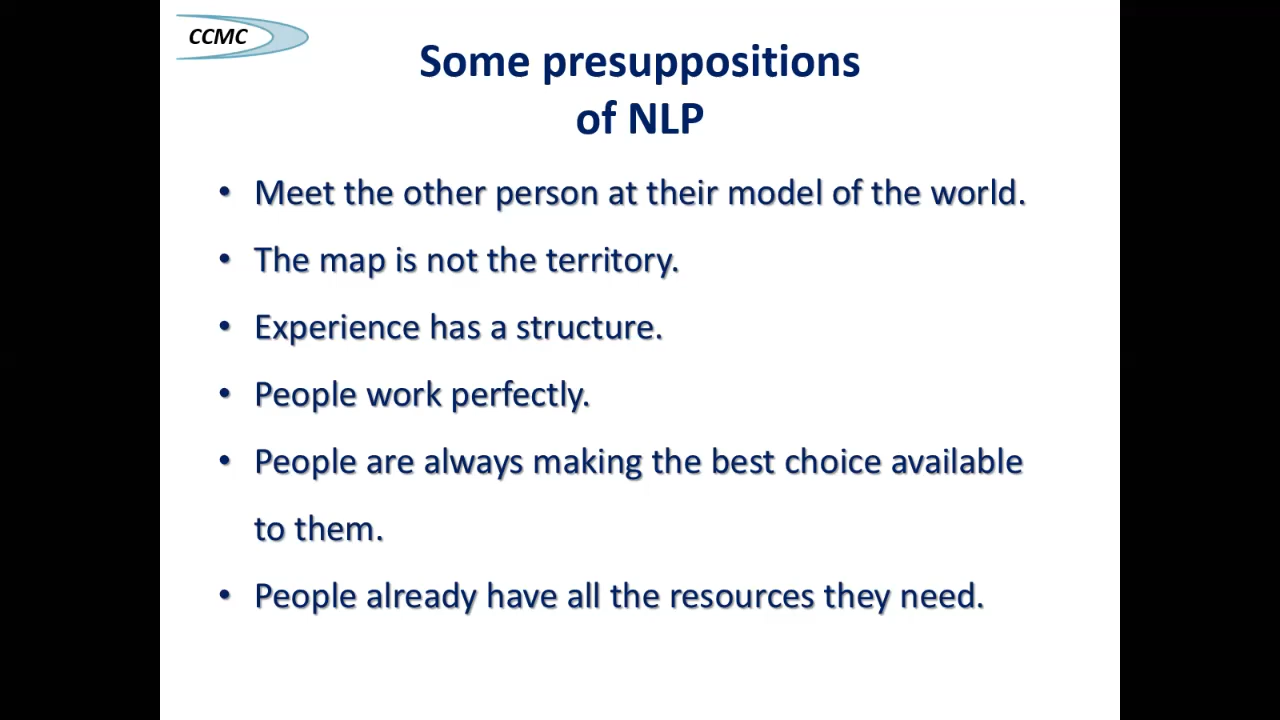 CCMC
Some presuppositions
of NLP
• Meet the other person at their model of the world.
• The map is not the territory.
• Experience has a structure.
• People work perfectly.
• People are always making the best choice available
to them.
• People already have all the resources they need.